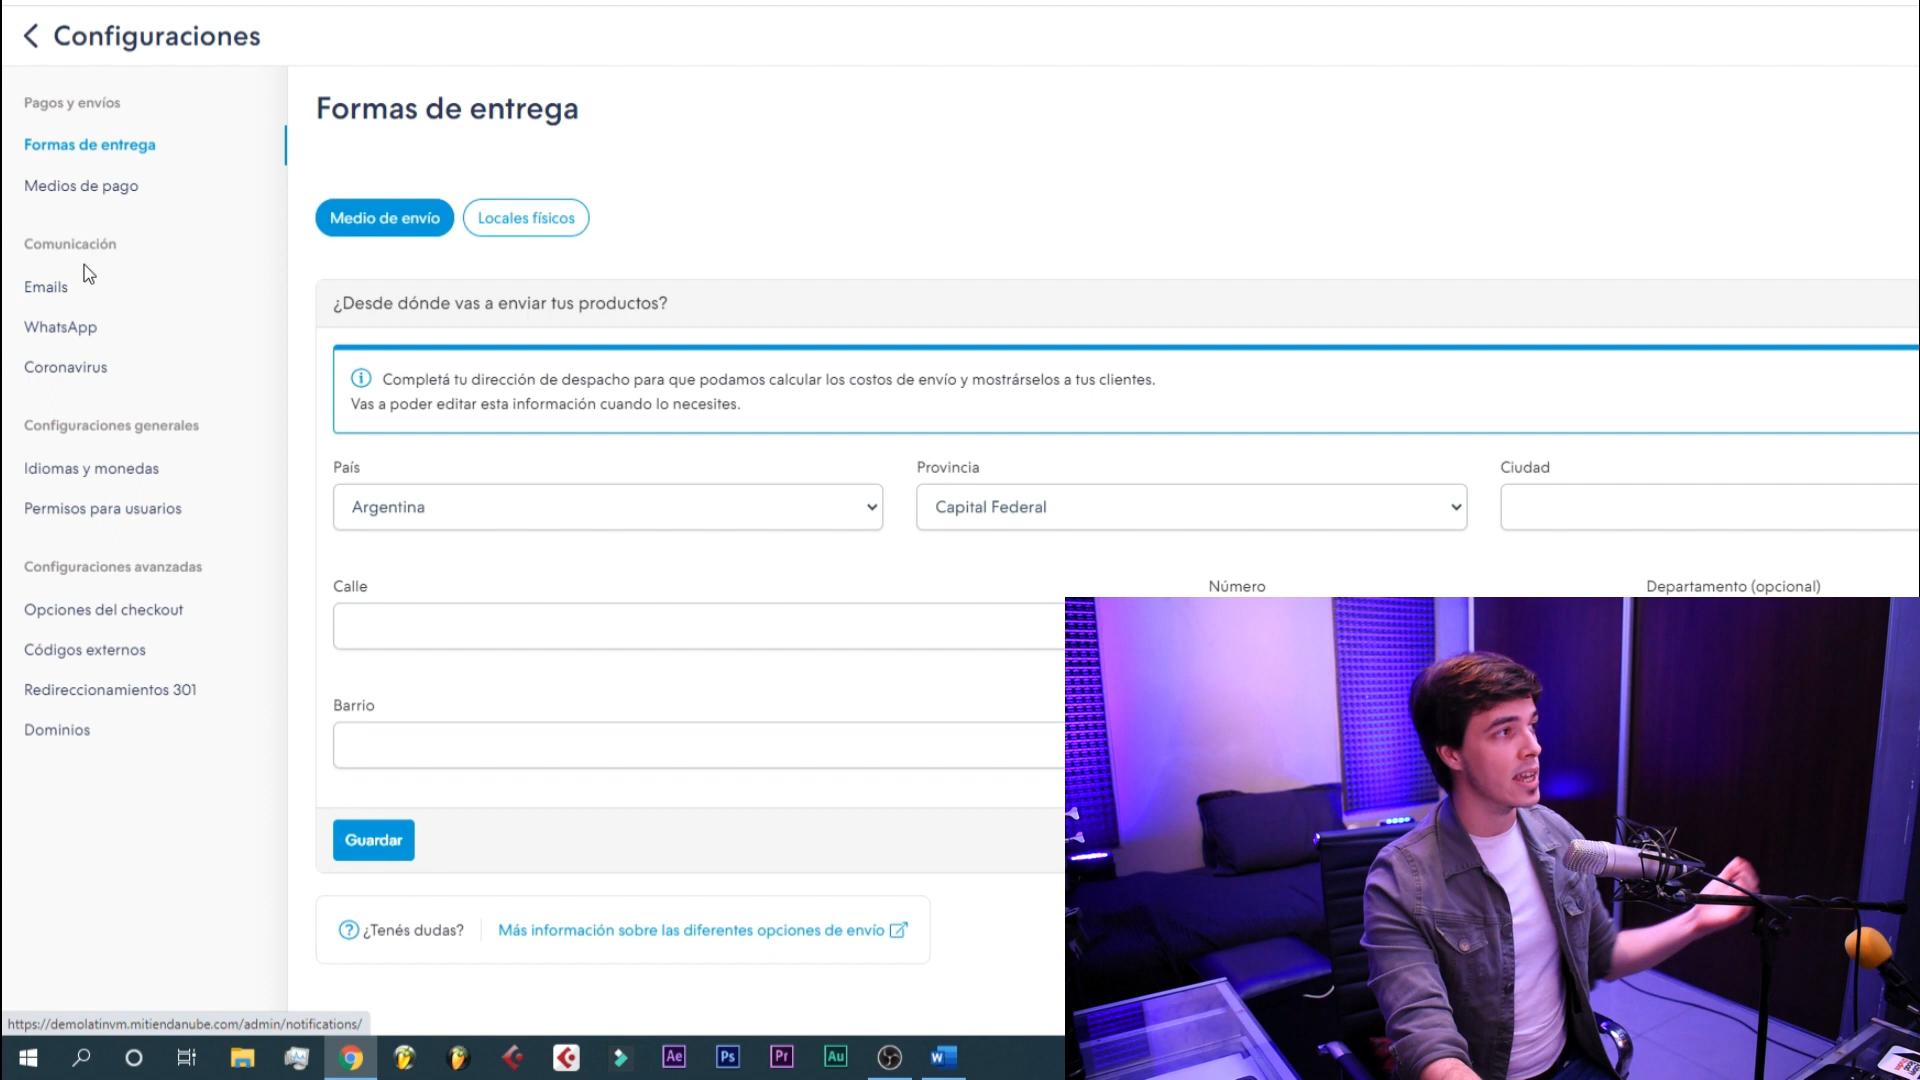 Configuraciones
Pagos y envíos
Formas de entrega
Medios de pago
Comunicación
Emails
WhatsApp
Coronavirus
Configuraciones generales
Idiomas y monedas
Permisos para usuarios
Configuraciones avanzadas
Opciones del checkout
Códigos externos
Redireccionamientos 301
Dominios
Formas de entrega
Medio de envío
Locales físicos
¿Desde dónde vas a enviar tus productos?
Completá tu dirección de despacho para que podamos calcular los costos de envío y mostrárselos a tus clientes.
Vas a poder editar esta información cuando lo necesites.
País
Provincia
Ciudad
Argentina
Capital Federal
Calle
Número
Departamento (opcional)
Barrio
Guardar
¿Tenés dudas?
Más información sobre las diferentes opciones de envío
https://demolatinvm.mitiendanube.com/admin/notifications/
Ae
Ps
Pr
Au
W